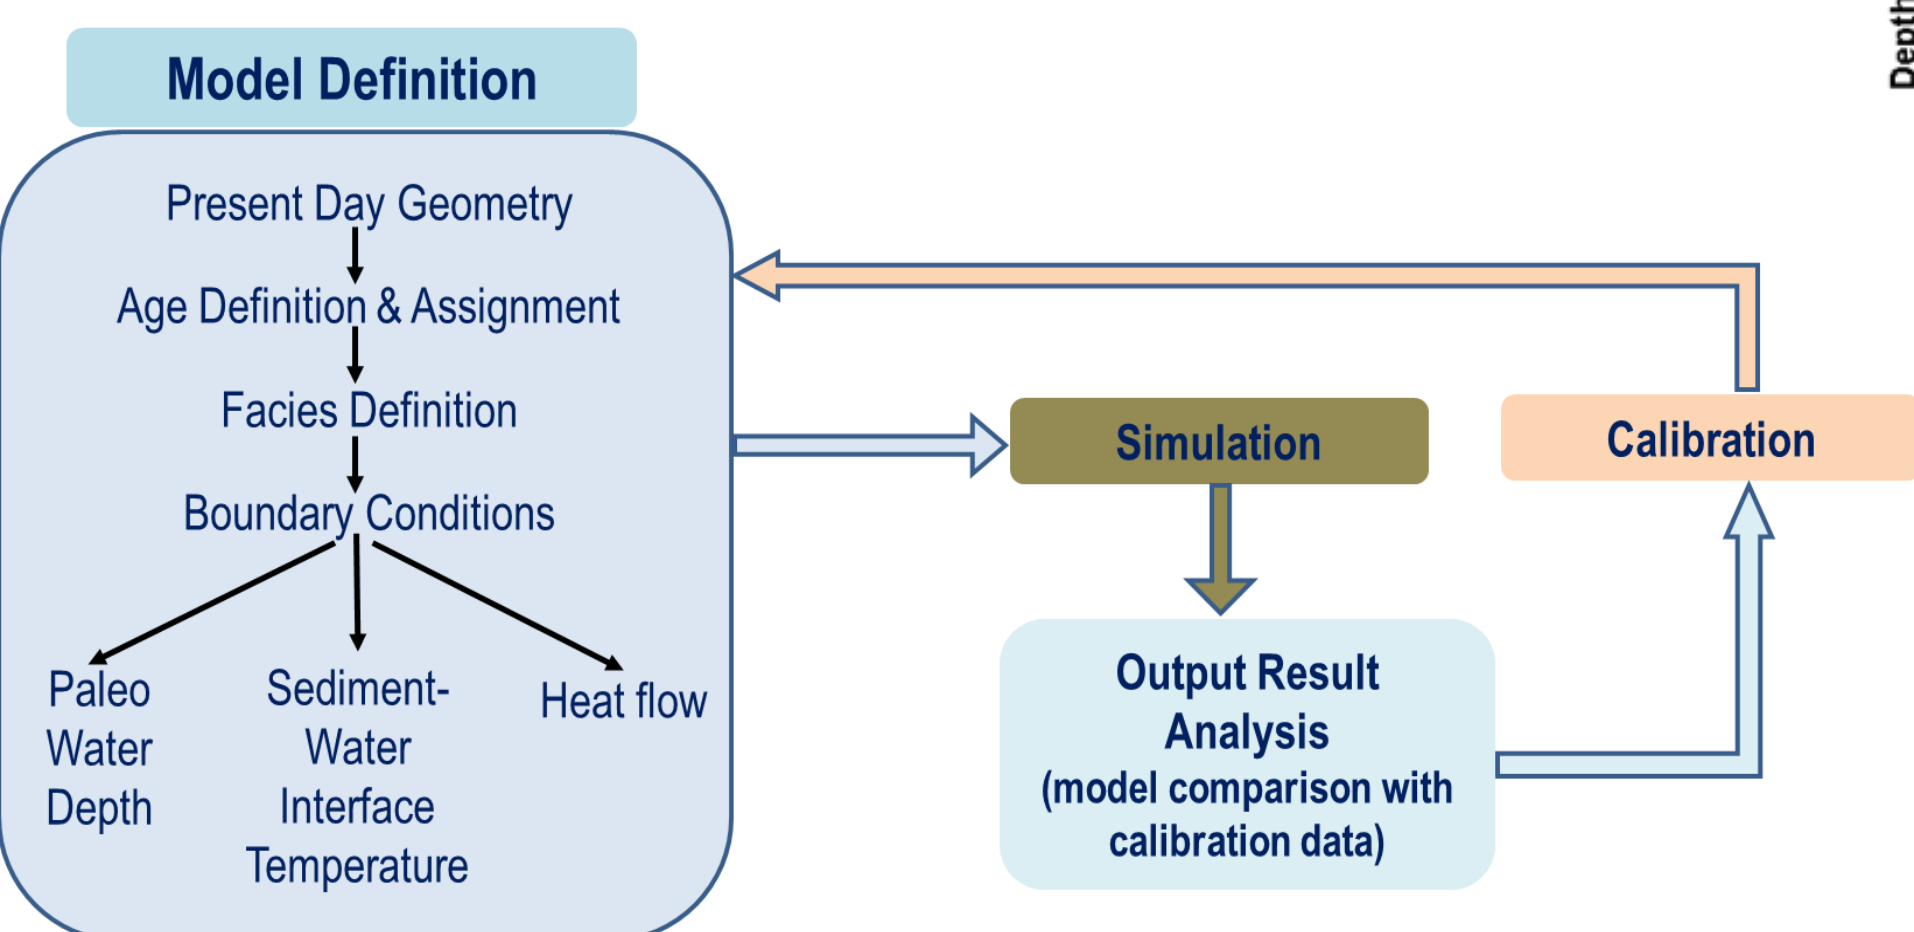 Depth
Model Definition
Present Day Geometry
Age Definition & Assignment
Facies Definition
Boundary Conditions
Paleo
Water
Depth
Sediment-
Water
Interface
Temperature
Heat flow
Simulation
Calibration
Output Result
Analysis
(model comparison with
calibration data)